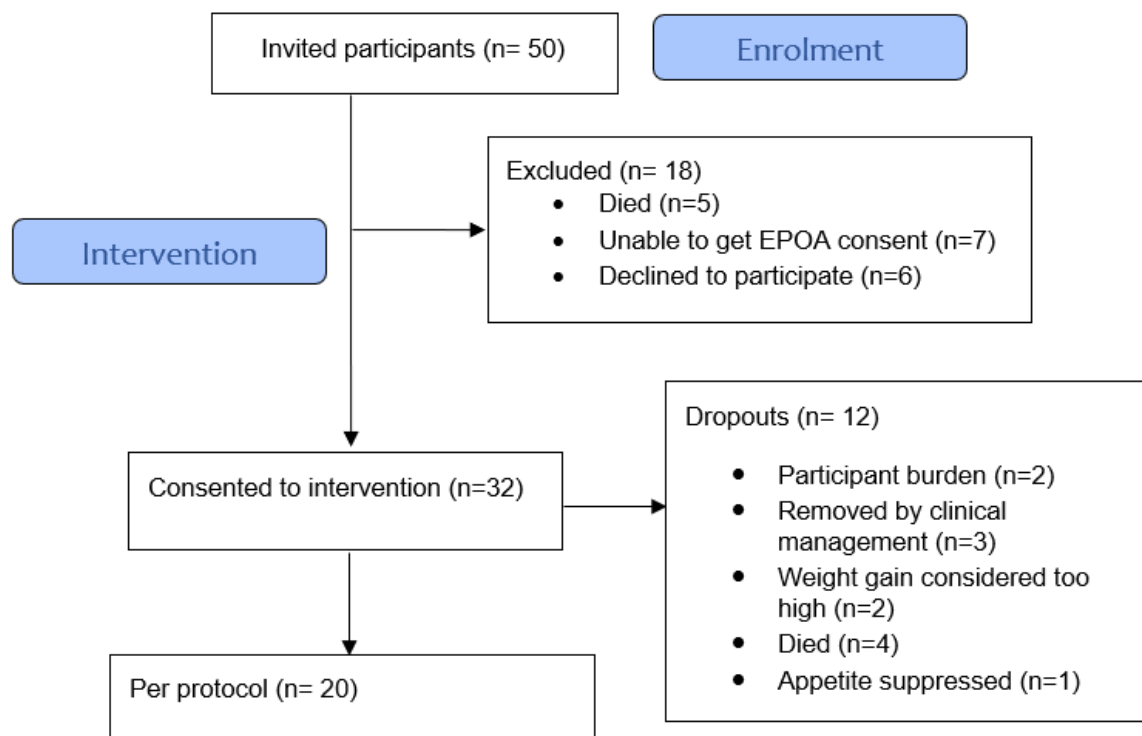 Invited participants (n= 50)
Enrolment
Excluded (n= 18)
• Died (n=5)
• Unable to get EPOA consent (n=7)
• Declined to participate (n=6)
Intervention
Consented to intervention (n=32)
Dropouts (n= 12)
• Participant burden (n=2)
• Removed by clinical
management (n=3)
• Weight gain considered too
high (n=2)
• Died (n=4)
• Appetite suppressed (n=1)
Per protocol (n= 20)